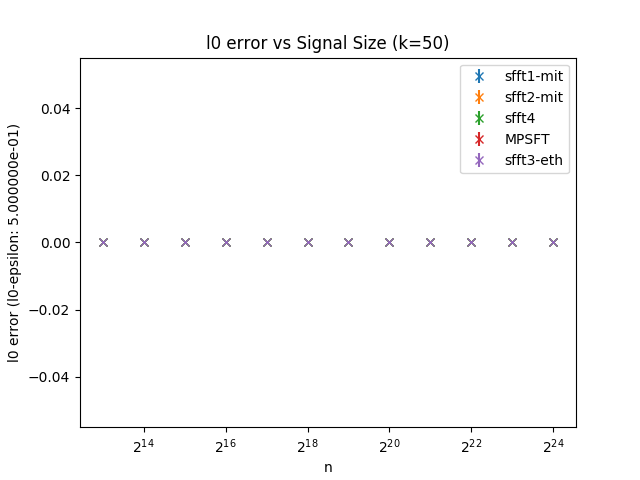 l0 error vs Signal Size (k=50)
sfft1-mit
sfft2-mit
sfft4
MPSFT
sfft3-eth
l0 error (l0-epsilon: 5.000000e-01)
0.04
0.02
0.00
−0.02
−0.04
2^14 2^16 2^18 2^20 2^22 2^24
n